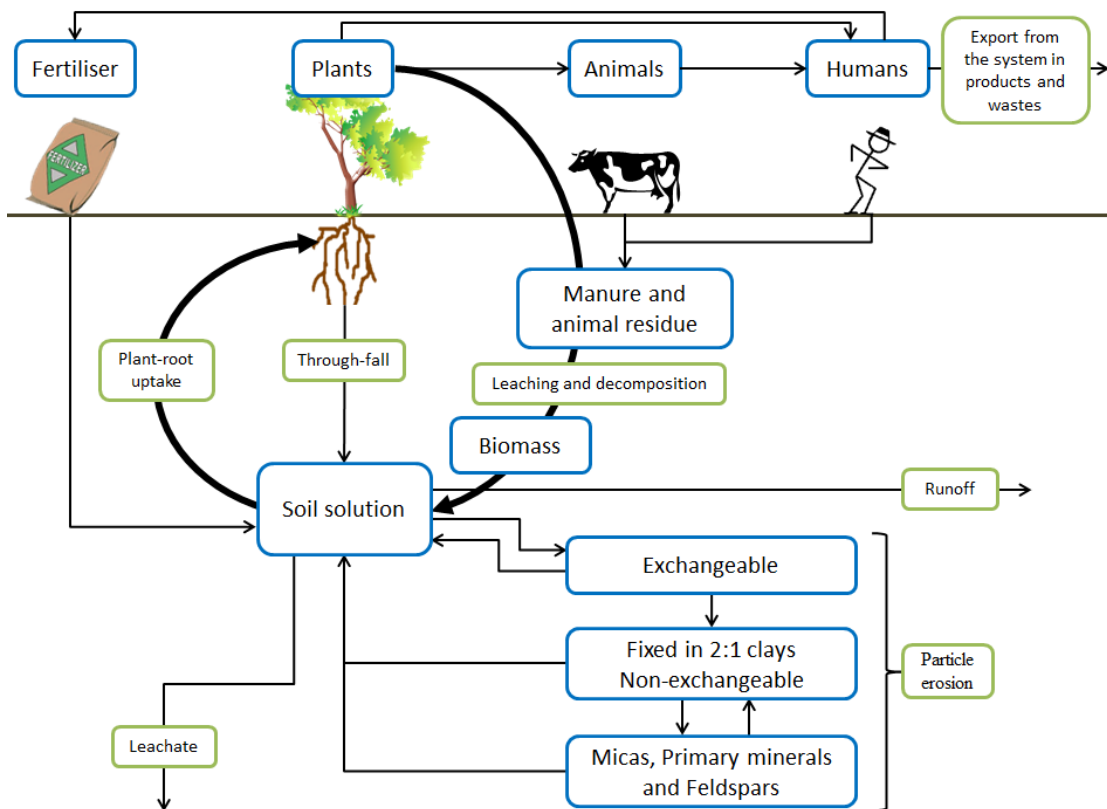 Fertiliser
Plants
Animals
Humans
Export from
the system in
products and
wastes
FERTILIZER
Manure and
animal residue
Plant-root
uptake
Through-fall
Leaching and decomposition
Biomass
Soil solution
Runoff
Exchangeable
Fixed in 2:1 clays
Non-exchangeable
Particle
erosion
Leachate
Micas, Primary minerals
and Feldspars